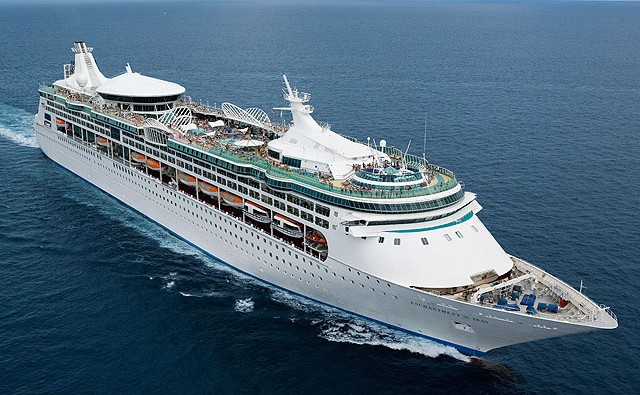 ENCHANTMENT OF THE SEAS